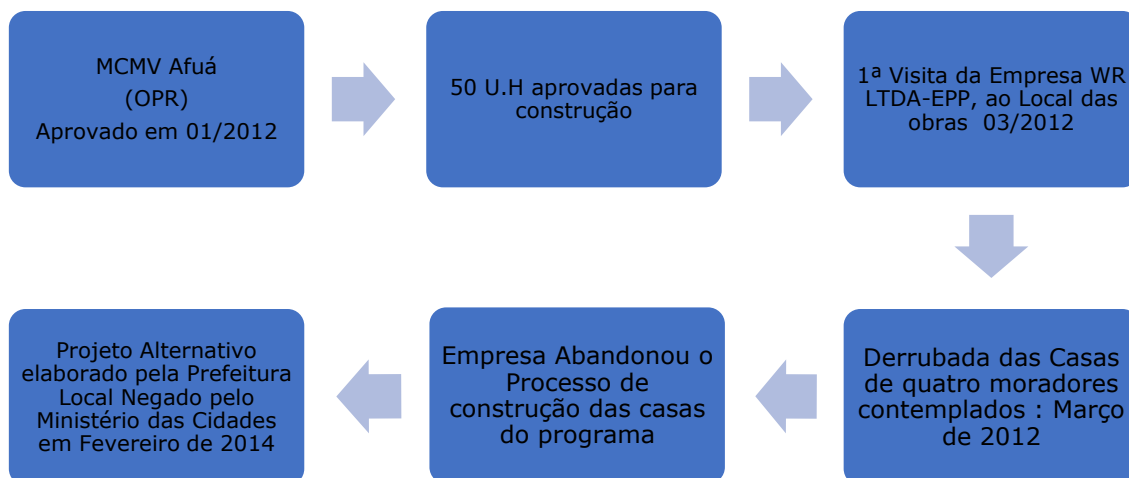 MCMV Afuá
(OPR)
Aprovado em 01/2012
50 U.H aprovadas para
construção
1ª Visita da Empresa WR
LTDA-EPP, ao Local das
obras 03/2012
Derrubada das Casas
de quatro moradores
contemplados : Março
de 2012
Empresa Abandonou o
Processo de
construção das casas
do programa
Projeto Alternativo
elaborado pela Prefeitura
Local Negado pelo
Ministério das Cidades
em Fevereiro de 2014